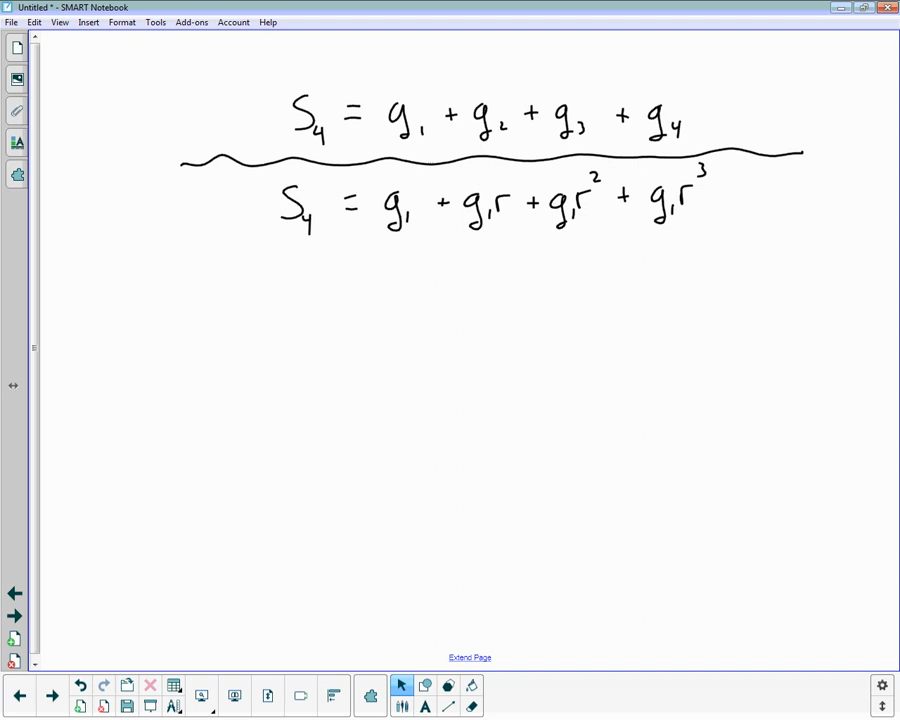 Untitled * - SMART Notebook
File Edit View Insert Format Tools Add-ons Account Help
S₄ = g₁ + g₂ + g₃ + g₄
S₄ = g₁ + g₁r + g₁r² + g₁r³
Extend Page